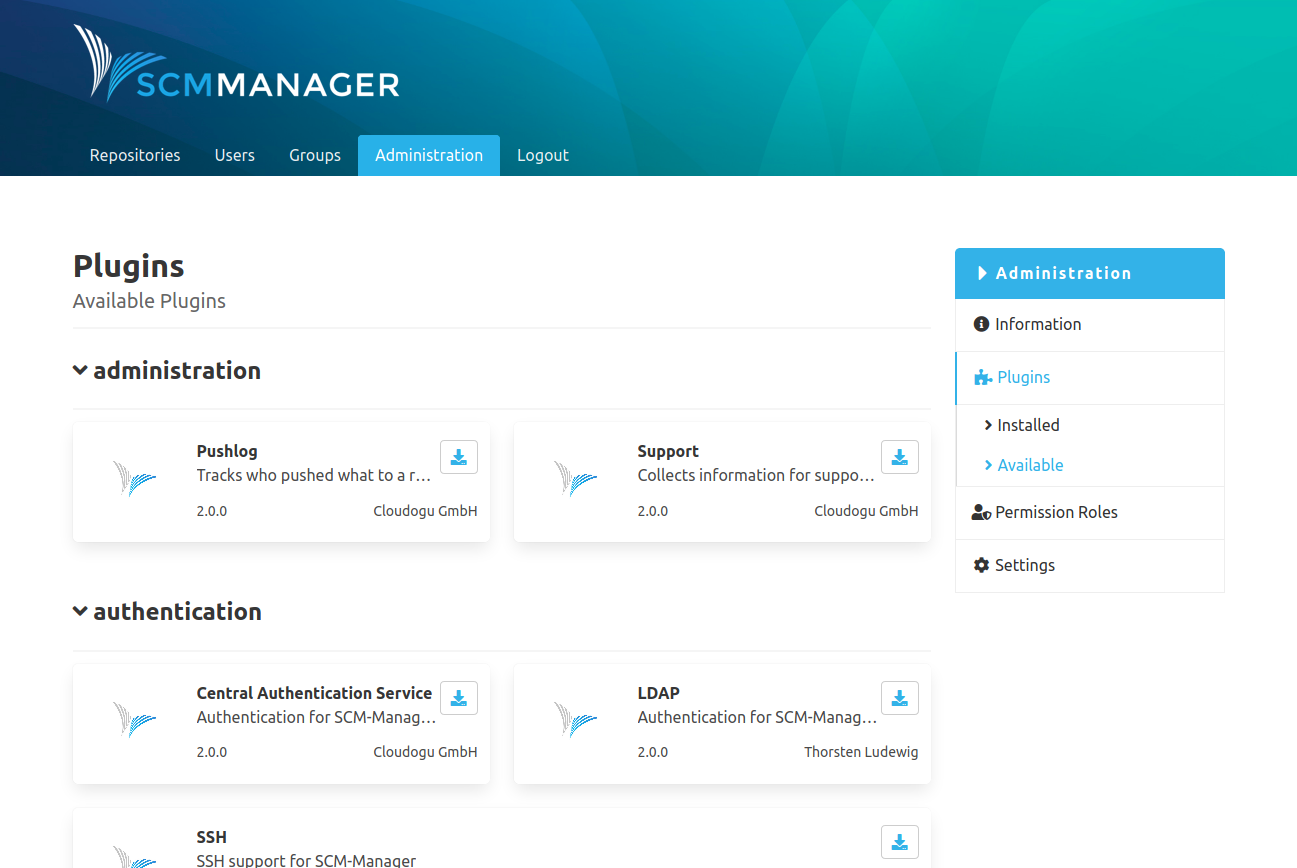 SCMMANAGER
Repositories Users Groups Administration Logout
Plugins
Available Plugins
administration
Pushlog
Tracks who pushed what to a r…
2.0.0 Cloudogu GmbH
Support
Collects information for suppo…
2.0.0 Cloudogu GmbH
authentication
Central Authentication Service
Authentication for SCM-Manag…
2.0.0 Cloudogu GmbH
LDAP
Authentication for SCM-Manag…
2.0.0 Thorsten Ludewig
SSH
SSH support for SCM-Manager
Administration
Information
Plugins
Installed
Available
Permission Roles
Settings